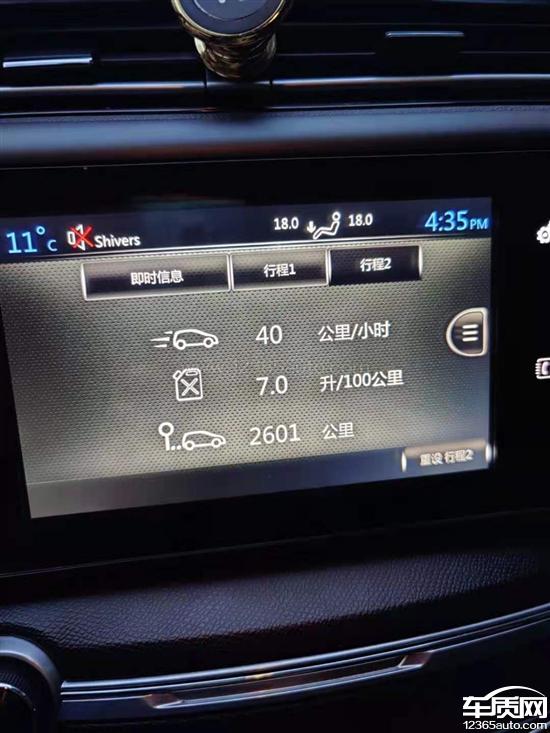 11°C Shivers 18.0 18.0 4:35 PM
即时信息 行程1 行程2
40 公里/小时
7.0 升/100公里
2601 公里
重设 行程2
车质网
12365auto.com